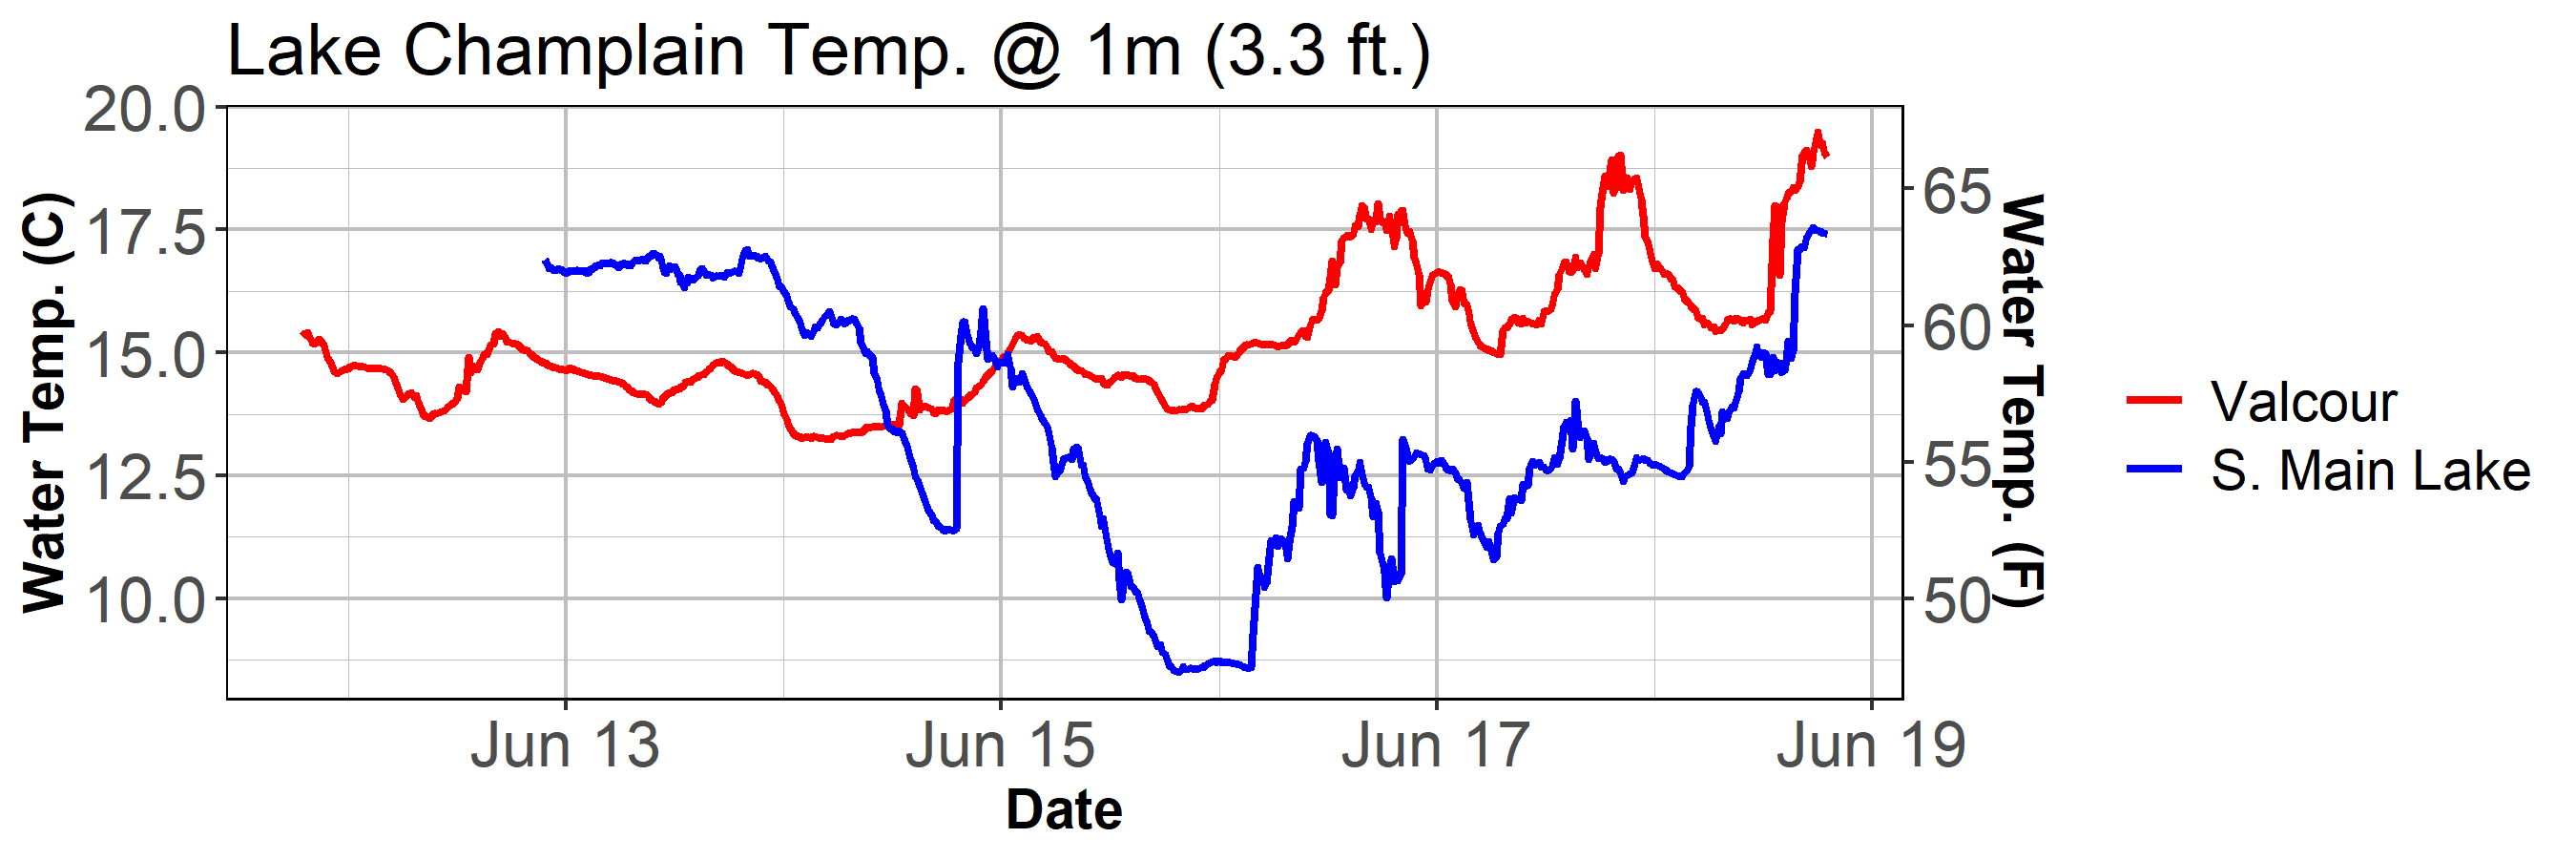 Lake Champlain Temp. @ 1m (3.3 ft.)
Water Temp. (C)
20.0
17.5
15.0
12.5
10.0
65
60
55
50
Water Temp. (F)
Jun 13
Jun 15
Jun 17
Jun 19
Date
Valcour
S. Main Lake